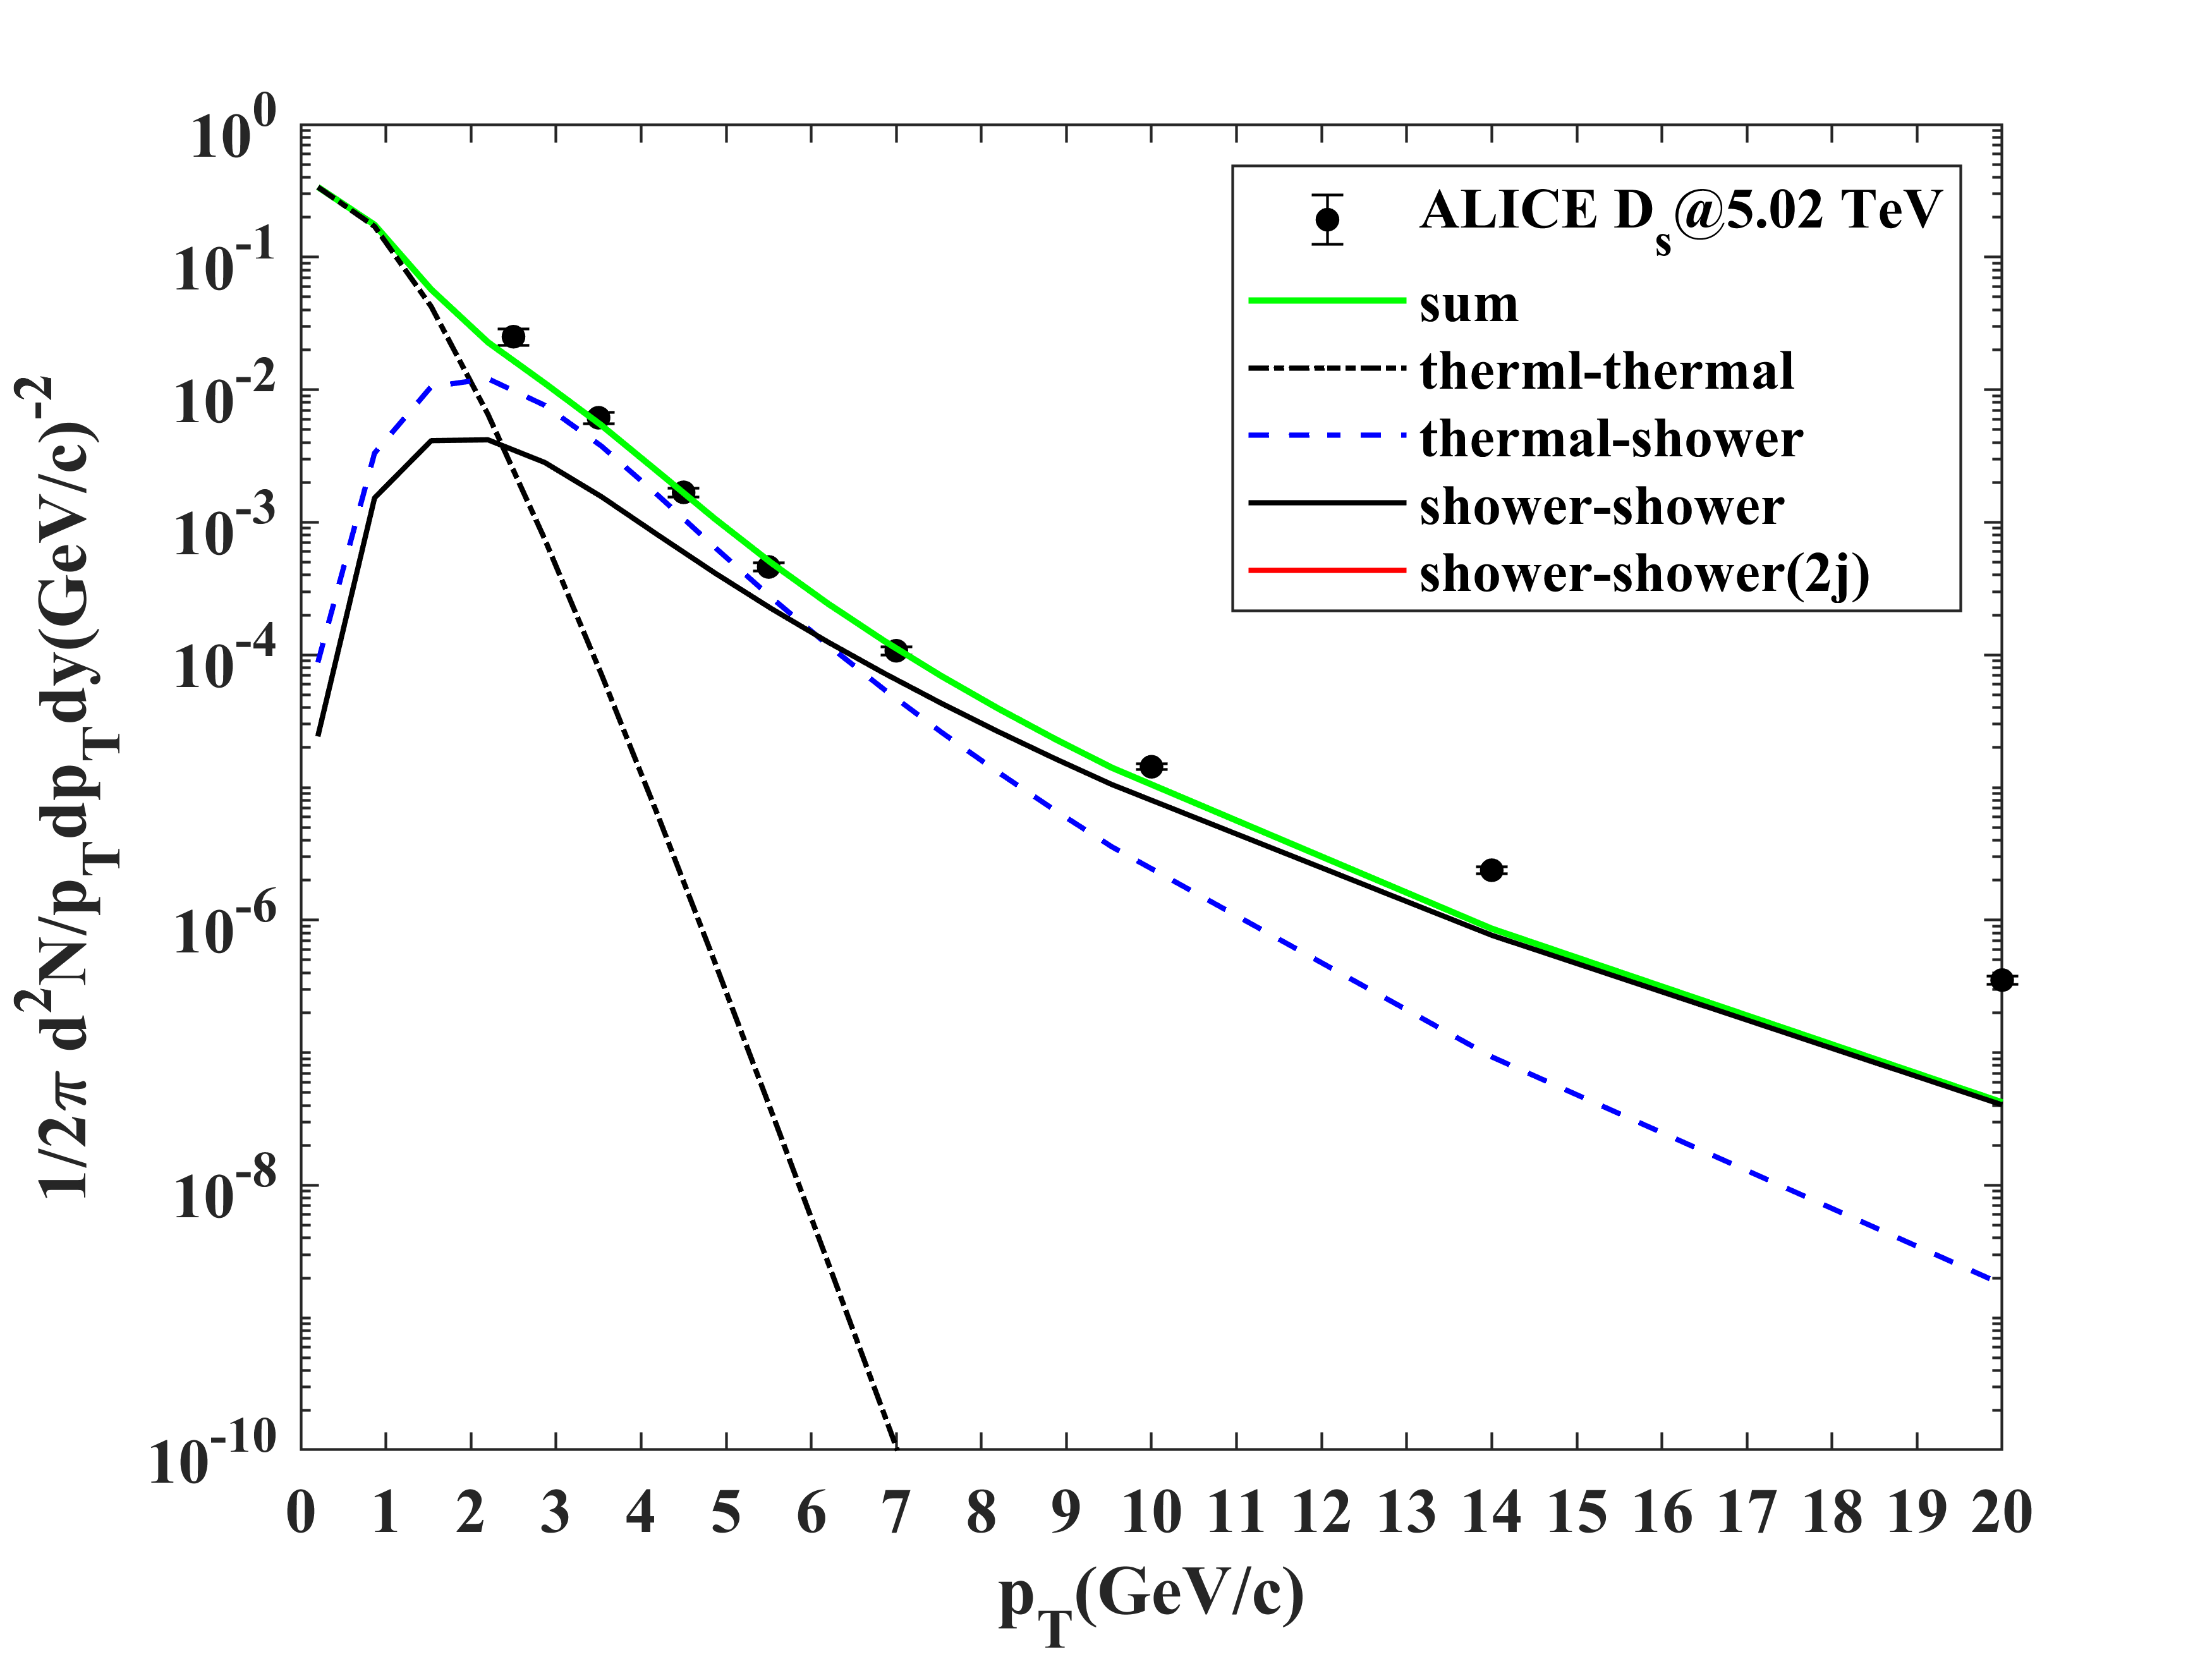 10^0
10^-1
10^-2
10^-3
10^-4
10^-6
10^-8
10^-10
1/2π d^2N/p_Tdp_Tdy(GeV/c)^-2
ALICE D_s@5.02 TeV
sum
therml-thermal
thermal-shower
shower-shower
shower-shower(2j)
0 1 2 3 4 5 6 7 8 9 10 11 12 13 14 15 16 17 18 19 20
p_T(GeV/c)